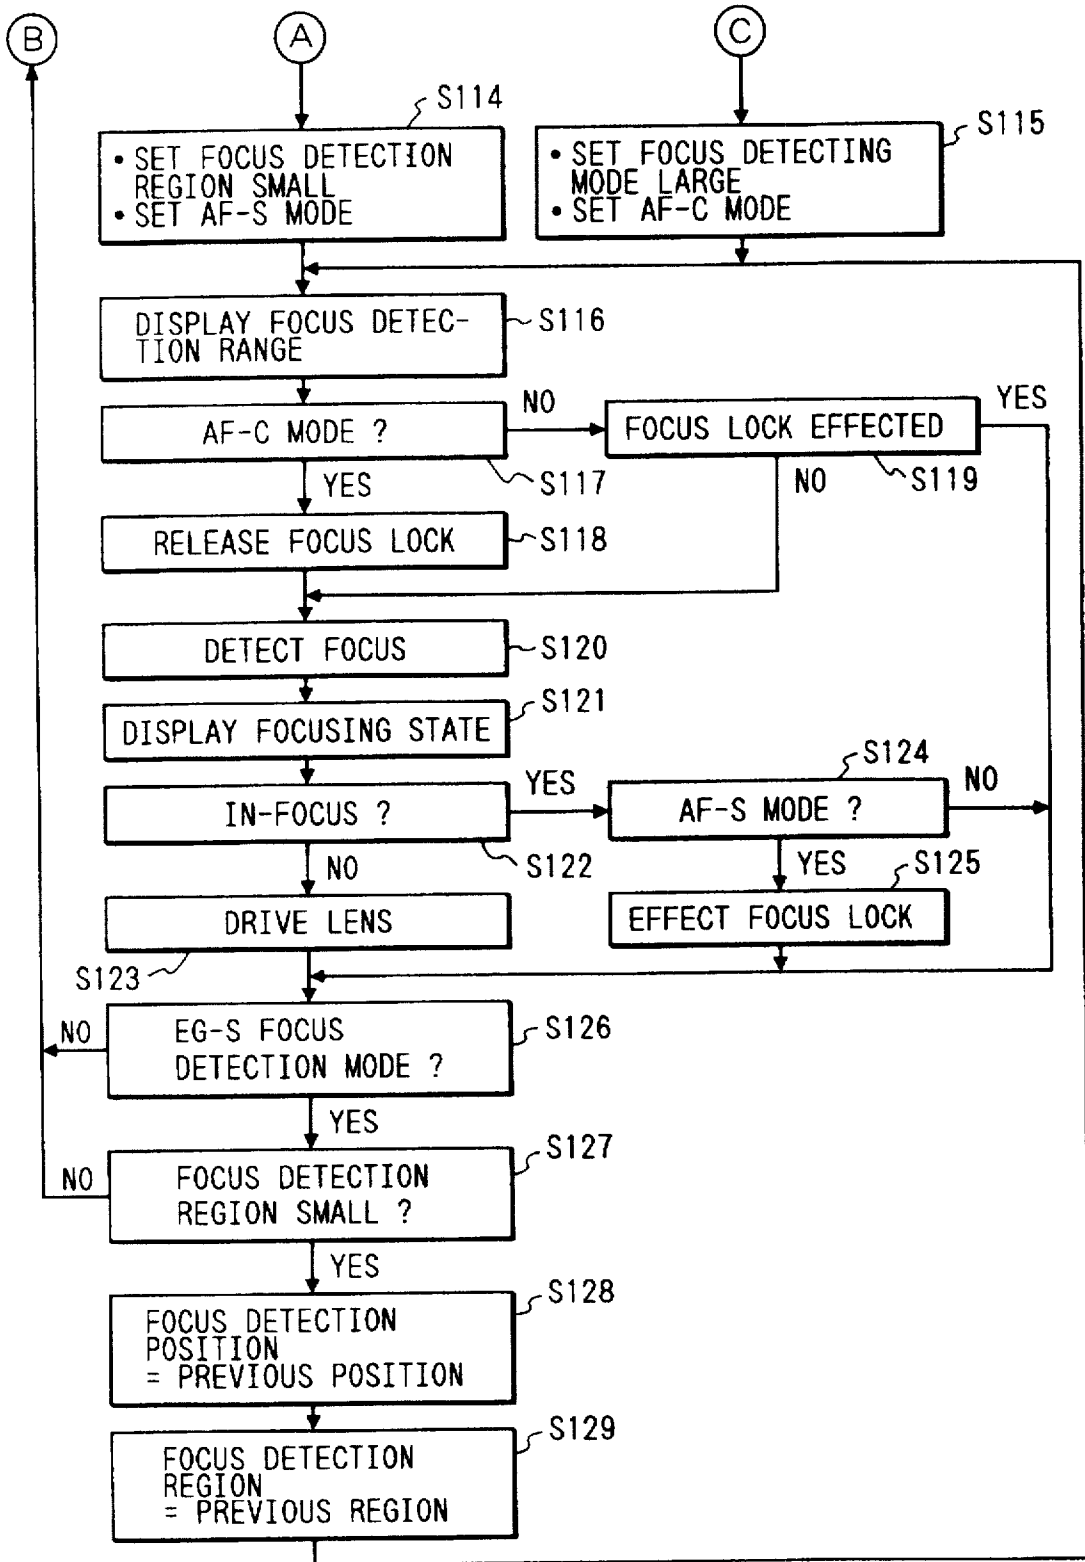 B
A
C
S114
S115
• SET FOCUS DETECTION
REGION SMALL
• SET AF-S MODE
• SET FOCUS DETECTING
MODE LARGE
• SET AF-C MODE
DISPLAY FOCUS DETEC-
TION RANGE
S116
AF-C MODE ?
NO
FOCUS LOCK EFFECTED
YES
S117
S119
YES
NO
RELEASE FOCUS LOCK
S118
DETECT FOCUS
S120
S121
DISPLAY FOCUSING STATE
IN-FOCUS ?
YES
S124
AF-S MODE ?
NO
S122
NO
YES
S125
DRIVE LENS
EFFECT FOCUS LOCK
S123
NO
EG-S FOCUS
DETECTION MODE ?
S126
YES
S127
NO
FOCUS DETECTION
REGION SMALL ?
YES
S128
FOCUS DETECTION
POSITION
= PREVIOUS POSITION
S129
FOCUS DETECTION
REGION
= PREVIOUS REGION